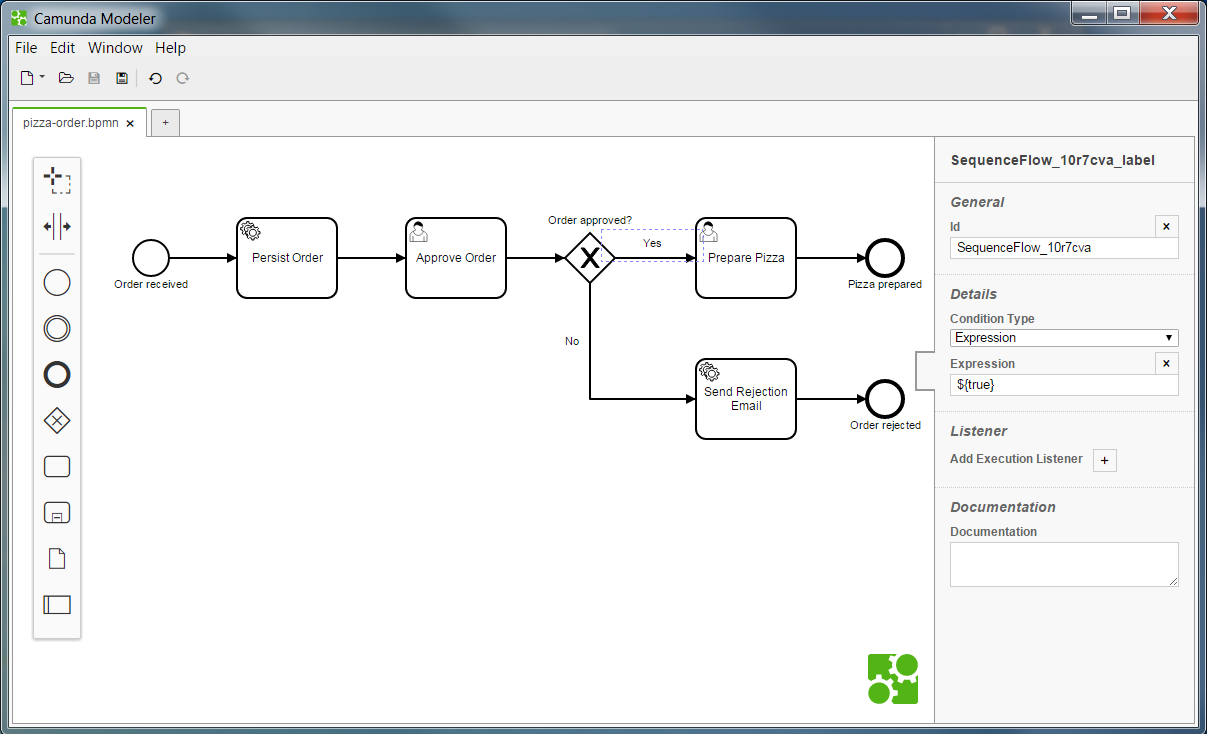 Camunda Modeler
File Edit Window Help
pizza-order.bpmn × +
SequenceFlow_10r7cva_label
General
Id
SequenceFlow_10r7cva
Details
Condition Type
Expression
Expression
${true}
Listener
Add Execution Listener +
Documentation
Documentation
Order approved?
Yes
Persist Order
Approve Order
Prepare Pizza
Order received
Pizza prepared
No
Send Rejection
Email
Order rejected